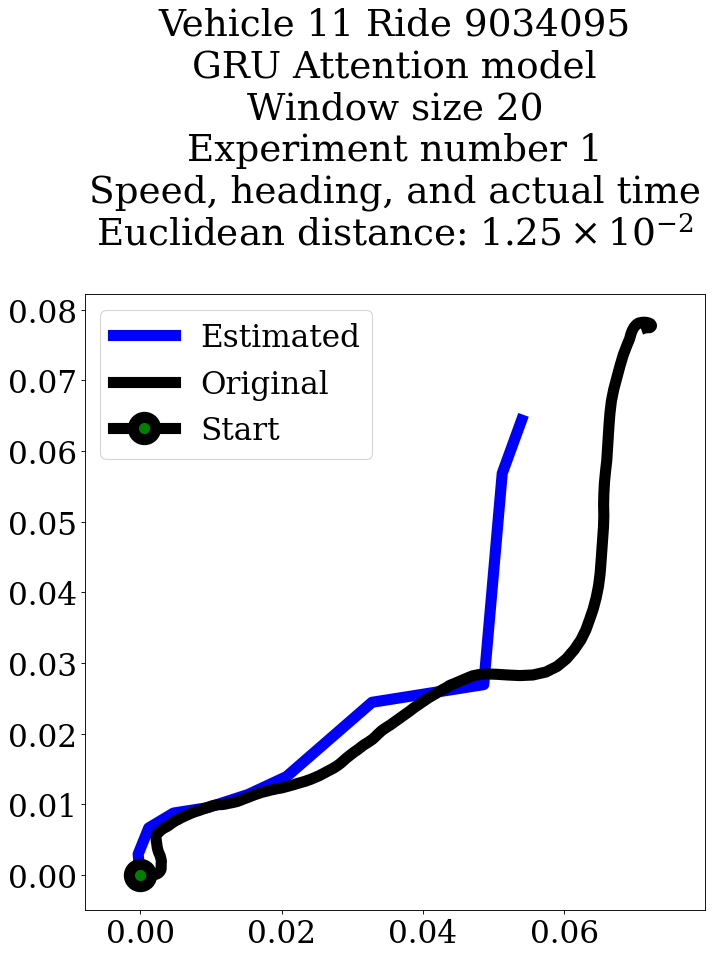 Vehicle 11 Ride 9034095
GRU Attention model
Window size 20
Experiment number 1
Speed, heading, and actual time
Euclidean distance: 1.25 × 10⁻²
0.08
0.07
0.06
0.05
0.04
0.03
0.02
0.01
0.00
Estimated
Original
Start
0.00 0.02 0.04 0.06